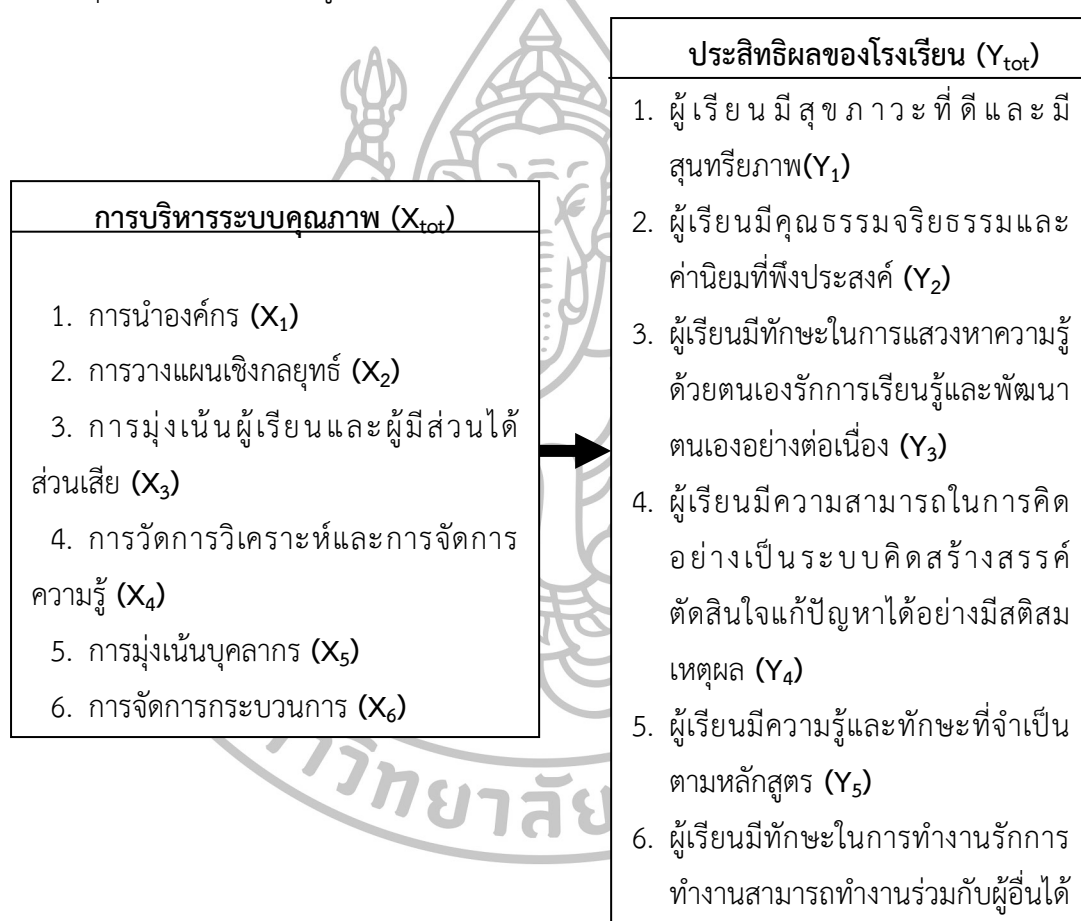 การบริหารระบบคุณภาพ (Xtot)
1. การนำองค์กร (X1)
2. การวางแผนเชิงกลยุทธ์ (X2)
3. การมุ่งเน้นผู้เรียนและผู้มีส่วนได้
ส่วนเสีย (X3)
4. การวัดการวิเคราะห์และการจัดการ
ความรู้ (X4)
5. การมุ่งเน้นบุคลากร (X5)
6. การจัดการกระบวนการ (X6)
ประสิทธิผลของโรงเรียน (Ytot)
1. ผู้เรียนมีสุขภาวะที่ดีและมี
สุนทรียภาพ(Y1)
2. ผู้เรียนมีคุณธรรมจริยธรรมและ
ค่านิยมที่พึงประสงค์ (Y2)
3. ผู้เรียนมีทักษะในการแสวงหาความรู้
ด้วยตนเองรักการเรียนรู้และพัฒนา
ตนเองอย่างต่อเนื่อง (Y3)
4. ผู้เรียนมีความสามารถในการคิด
อย่างเป็นระบบคิดสร้างสรรค์
ตัดสินใจแก้ปัญหาได้อย่างมีสติสม
เหตุผล (Y4)
5. ผู้เรียนมีความรู้และทักษะที่จำเป็น
ตามหลักสูตร (Y5)
6. ผู้เรียนมีทักษะในการทำงานรักการ
ทำงานสามารถทำงานร่วมกับผู้อื่นได้